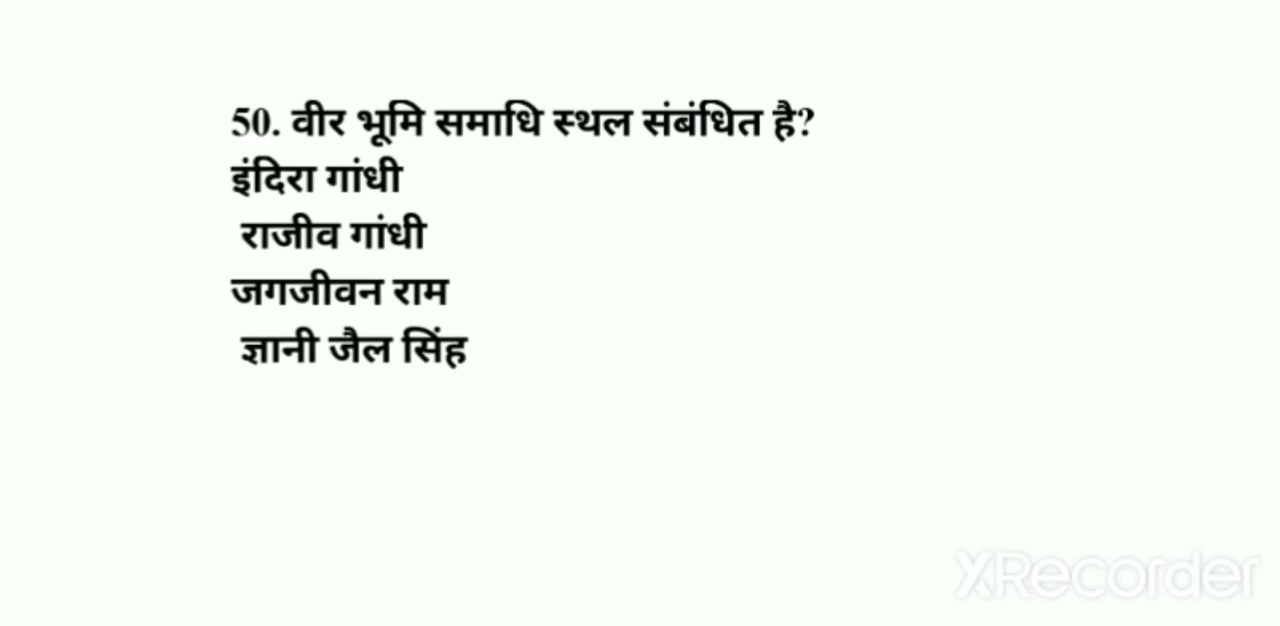 50. वीर भूमि समाधि स्थल संबंधित है?
इंदिरा गांधी
राजीव गांधी
जगजीवन राम
ज्ञानी जैल सिंह
XRecorder